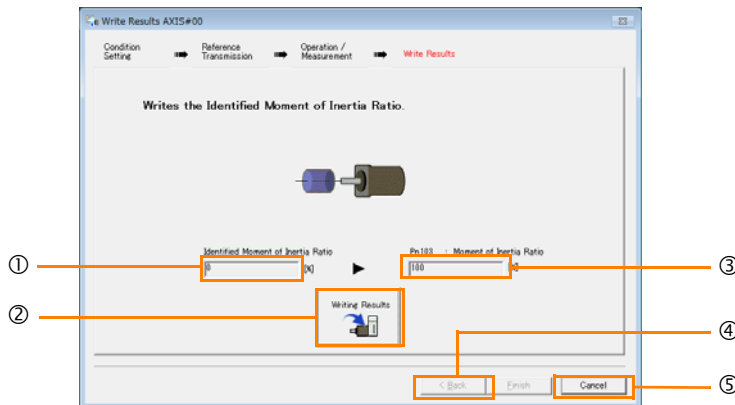 Write Results AXIS#00
Condition Setting
Reference Transmission
Operation / Measurement
Write Results
Writes the Identified Moment of Inertia Ratio.
Identified Moment of Inertia Ratio
Pn103 : Moment of Inertia Ratio
① 0 [%]
100 [%] ③
② Writing Results
④
< Back Finish Cancel ⑤